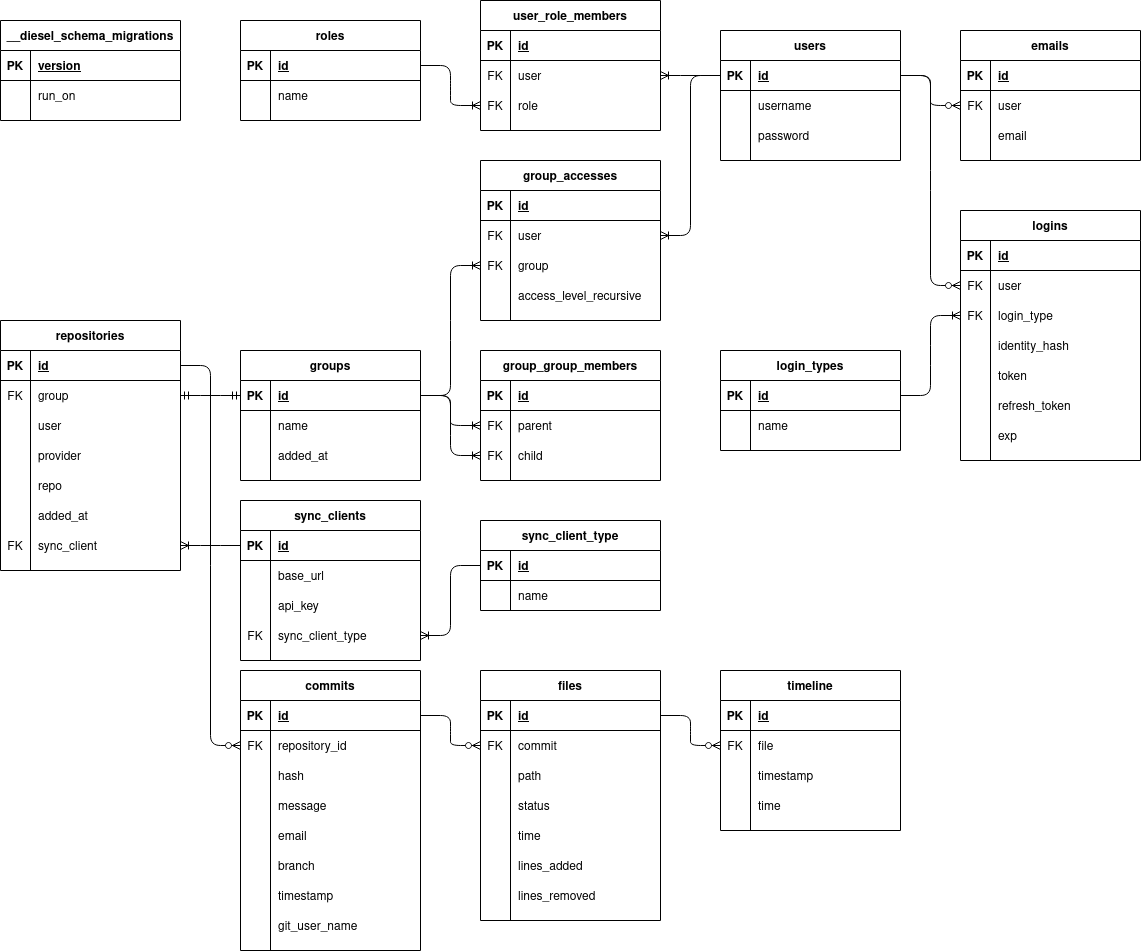 __diesel_schema_migrations
PK version
run_on
roles
PK id
name
user_role_members
PK id
FK user
FK role
users
PK id
username
password
emails
PK id
FK user
email
group_accesses
PK id
FK user
FK group
access_level_recursive
logins
PK id
FK user
FK login_type
identity_hash
token
refresh_token
exp
repositories
PK id
FK group
user
provider
repo
added_at
FK sync_client
groups
PK id
name
added_at
group_group_members
PK id
FK parent
FK child
login_types
PK id
name
sync_clients
PK id
base_url
api_key
FK sync_client_type
sync_client_type
PK id
name
commits
PK id
FK repository_id
hash
message
email
branch
timestamp
git_user_name
files
PK id
FK commit
path
status
time
lines_added
lines_removed
timeline
PK id
FK file
timestamp
time